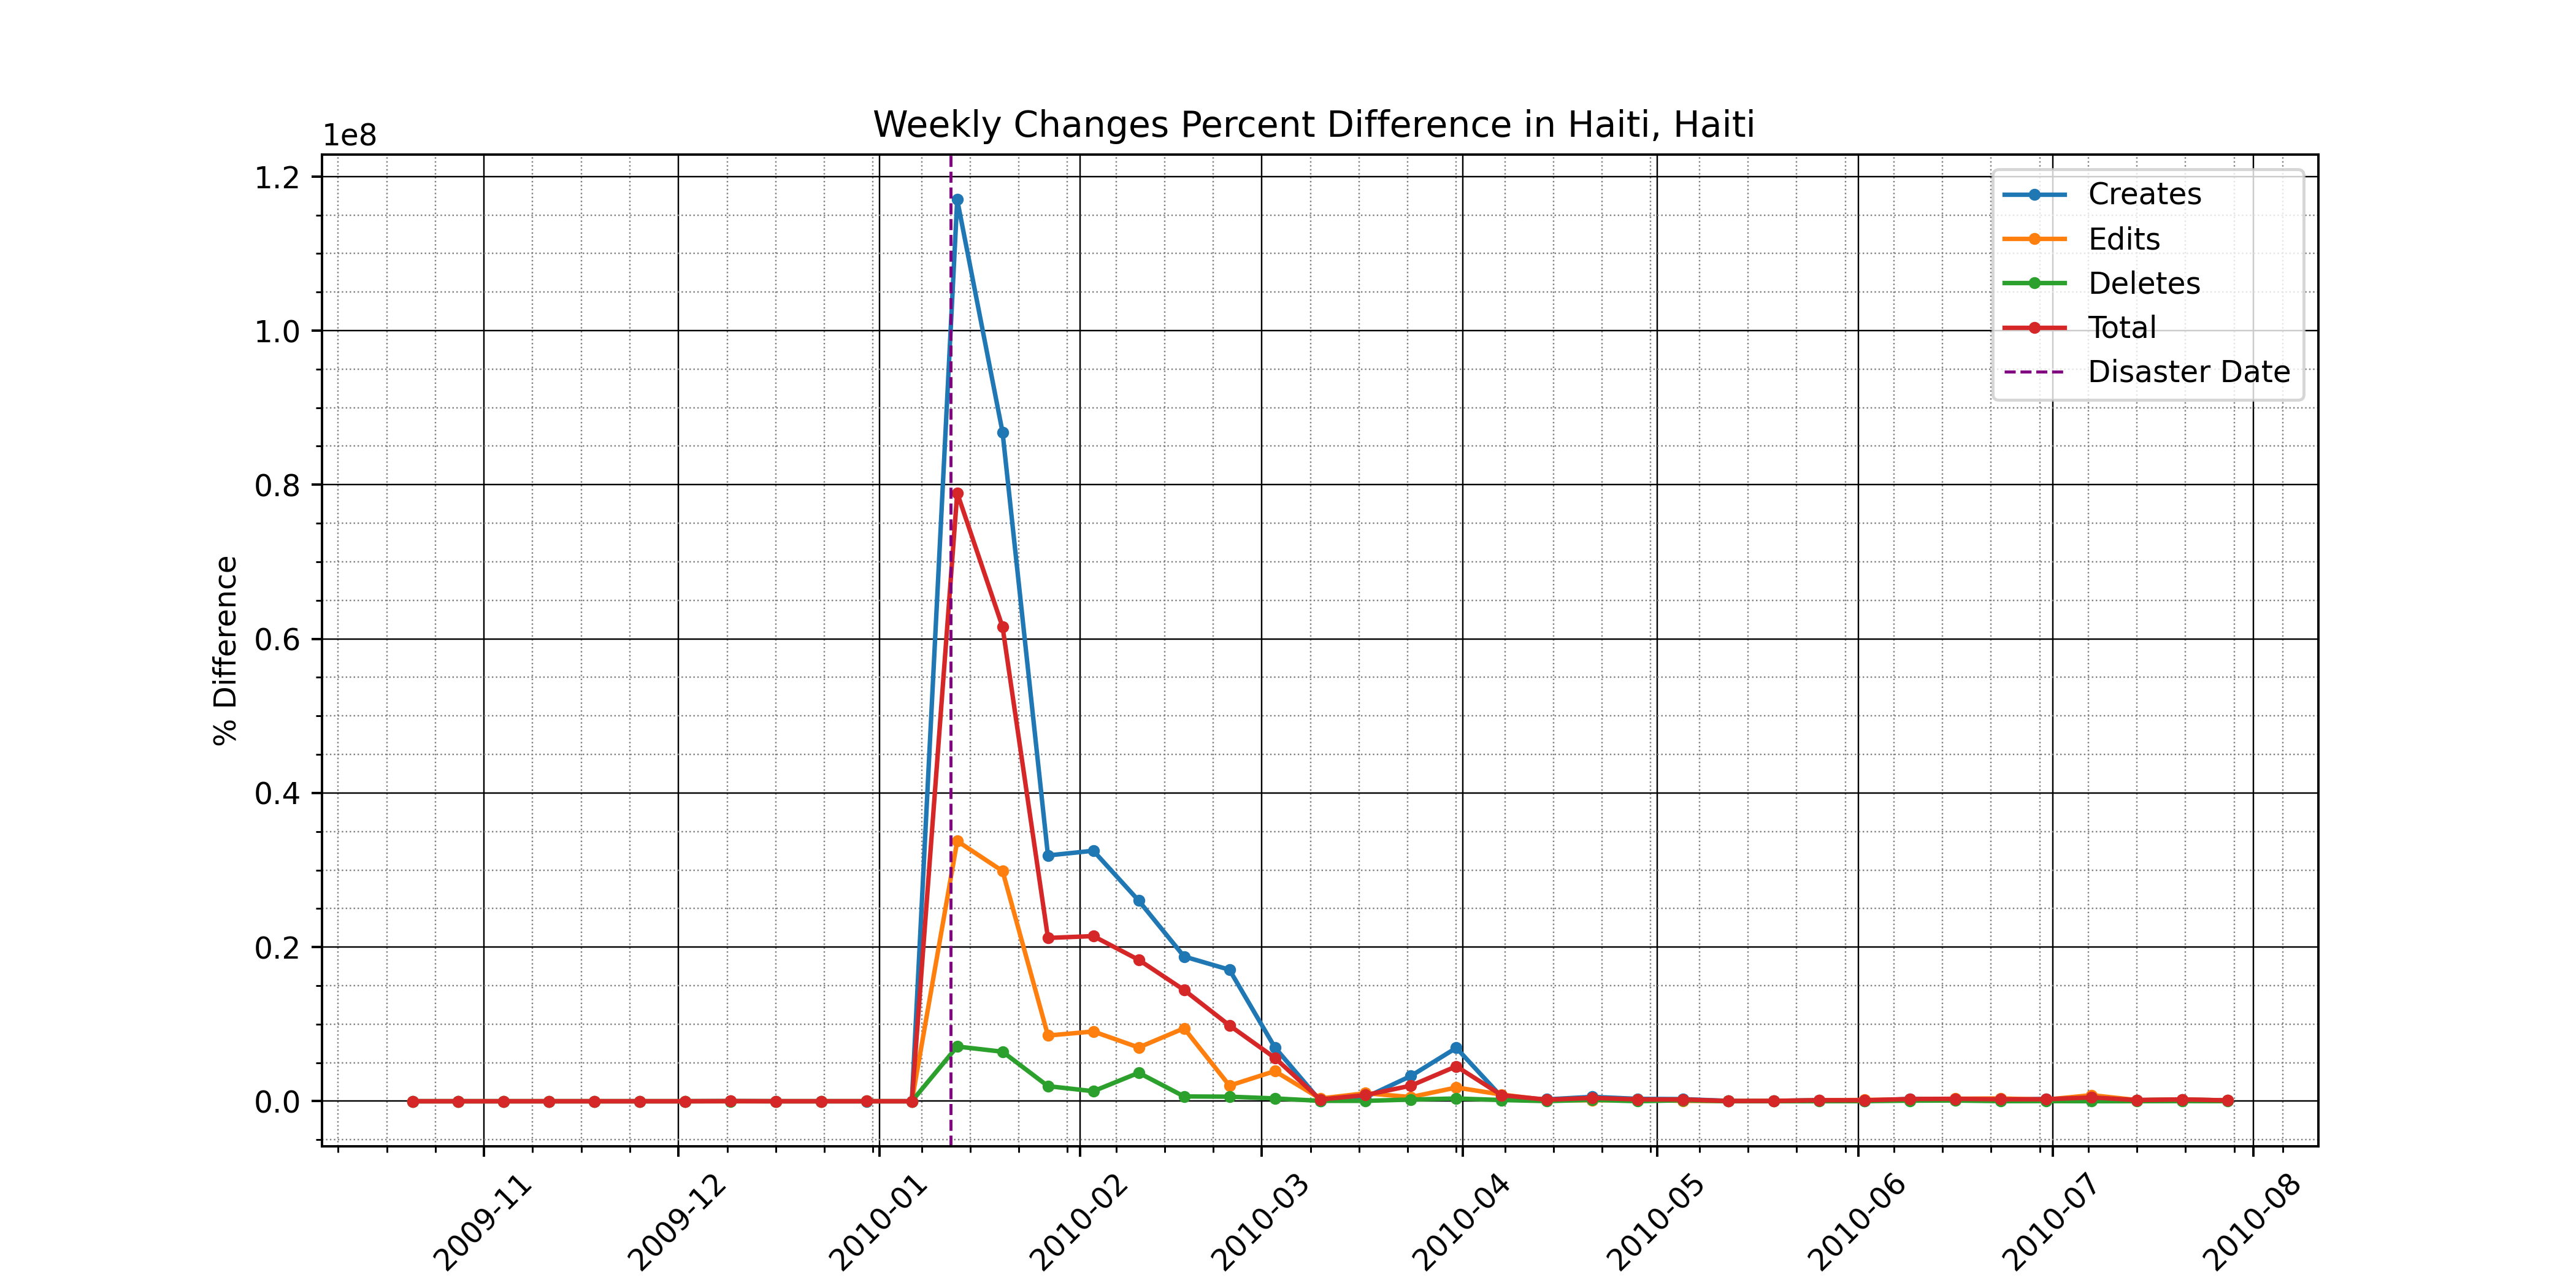 Weekly Changes Percent Difference in Haiti, Haiti
1e8
1.2
1.0
0.8
0.6
0.4
0.2
0.0
% Difference
Creates
Edits
Deletes
Total
Disaster Date
2009-11
2009-12
2010-01
2010-02
2010-03
2010-04
2010-05
2010-06
2010-07
2010-08